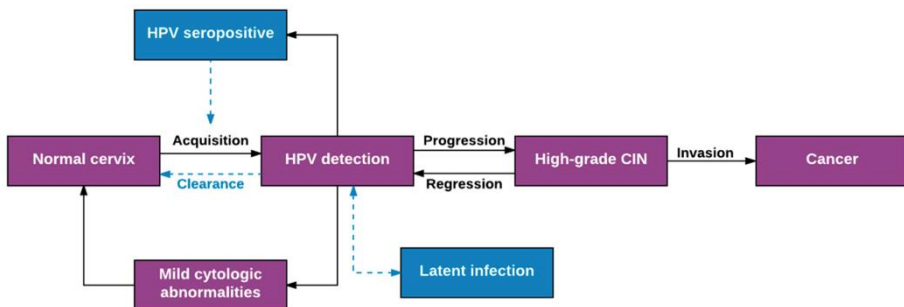 HPV seropositive
Acquisition
Progression
Normal cervix
HPV detection
High-grade CIN
Invasion
Cancer
Clearance
Regression
Mild cytologic
abnormalities
Latent infection